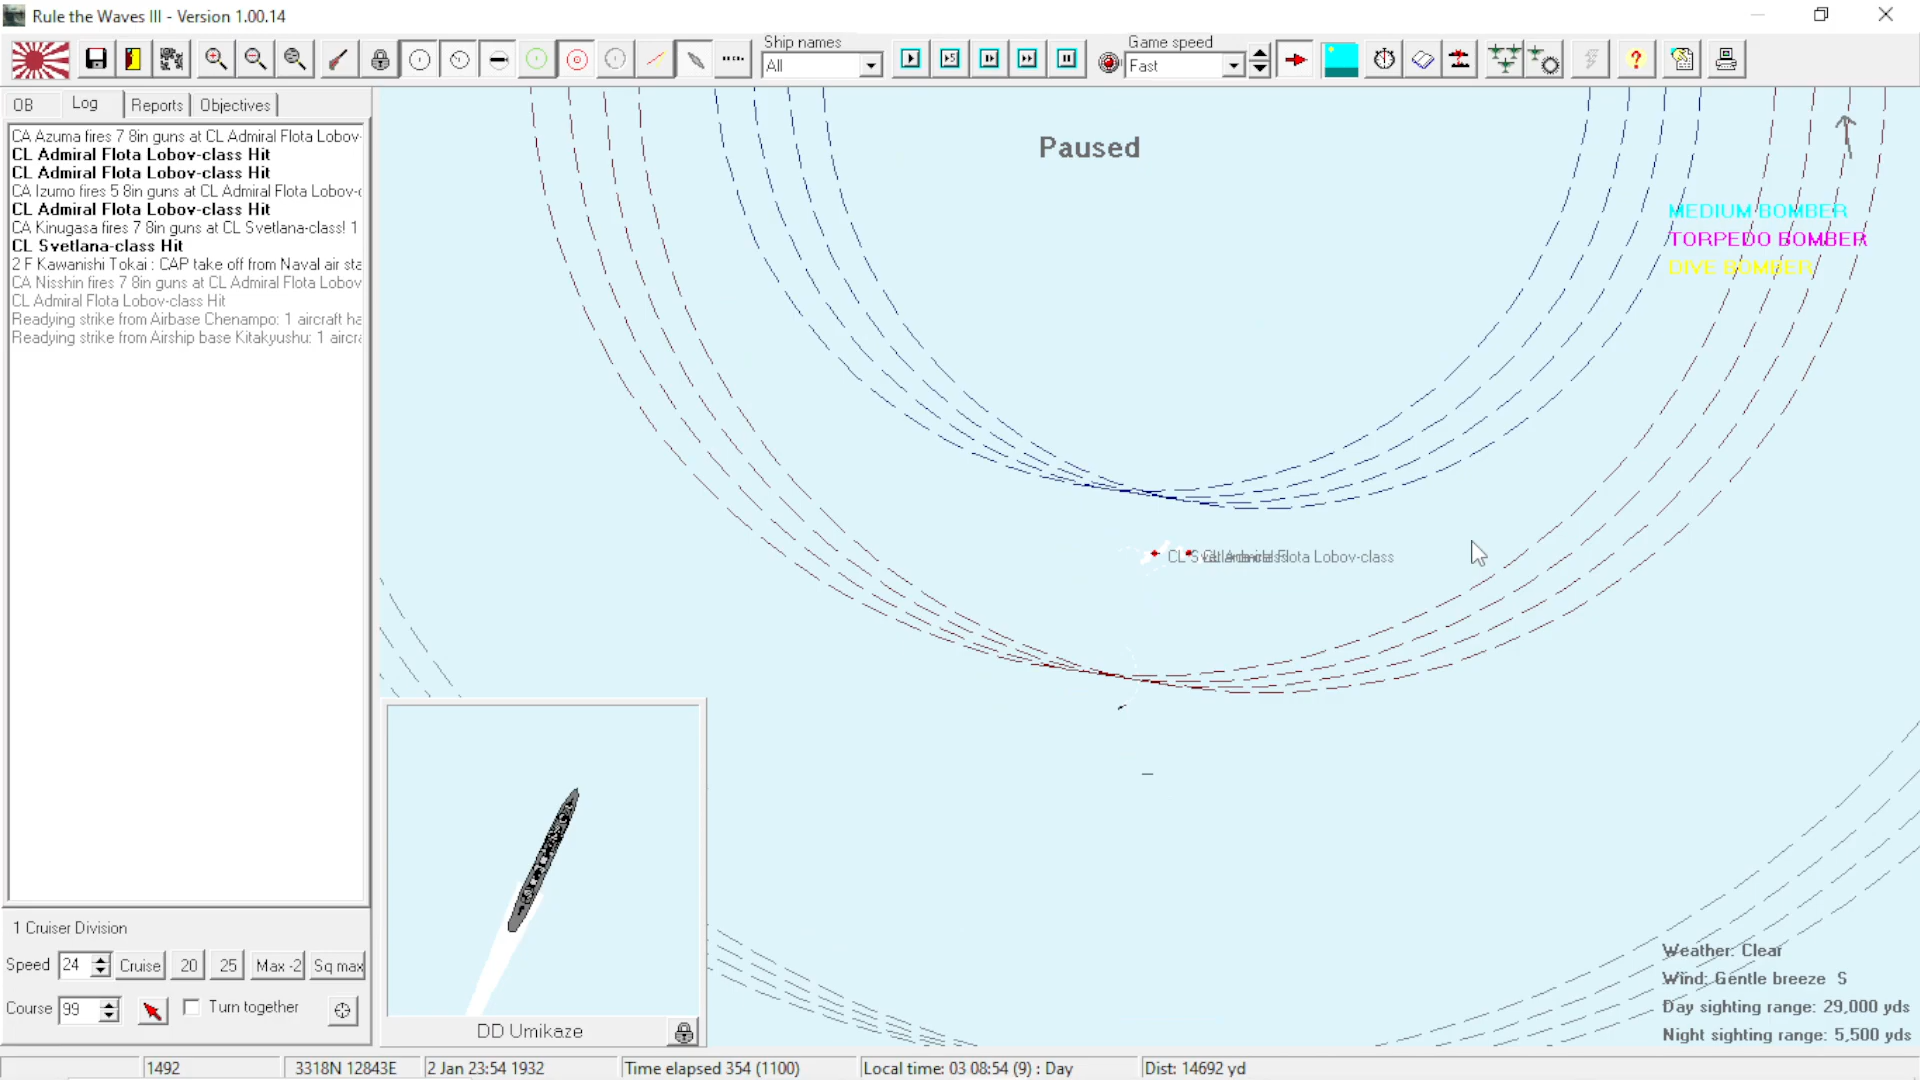 Rule the Waves III - Version 1.00.14
Ship names
All
Game speed
Fast
OB
Log
Reports
Objectives
CA Azuma fires 7 8in guns at CL Admiral Flota Lobov-
CL Admiral Flota Lobov-class Hit
CL Admiral Flota Lobov-class Hit
CA Izumo fires 5 8in guns at CL Admiral Flota Lobov-c
CL Admiral Flota Lobov-class Hit
CA Kinugasa fires 7 8in guns at CL Svetlana-class! 1
CL Svetlana-class Hit
2 F Kawanishi Tokai : CAP take off from Naval air sta
CA Nisshin fires 7 8in guns at CL Admiral Flota Lobov
CL Admiral Flota Lobov-class Hit
Readying strike from Airbase Chenampo: 1 aircraft ha
Readying strike from Airship base Kitakyushu: 1 aircra
Paused
MEDIUM BOMBER
TORPEDO BOMBER
DIVE BOMBER
CL Svetlana-class
CL Admiral Flota Lobov-class
DD Umikaze
1 Cruiser Division
Speed 24 Cruise 20 25 Max -2 Sq max
Course 99 Turn together
Weather: Clear
Wind: Gentle breeze S
Day sighting range: 29,000 yds
Night sighting range: 5,500 yds
1492
3318N 12843E
2 Jan 23:54 1932
Time elapsed 354 (1100)
Local time: 03 08:54 (9) : Day
Dist: 14692 yd